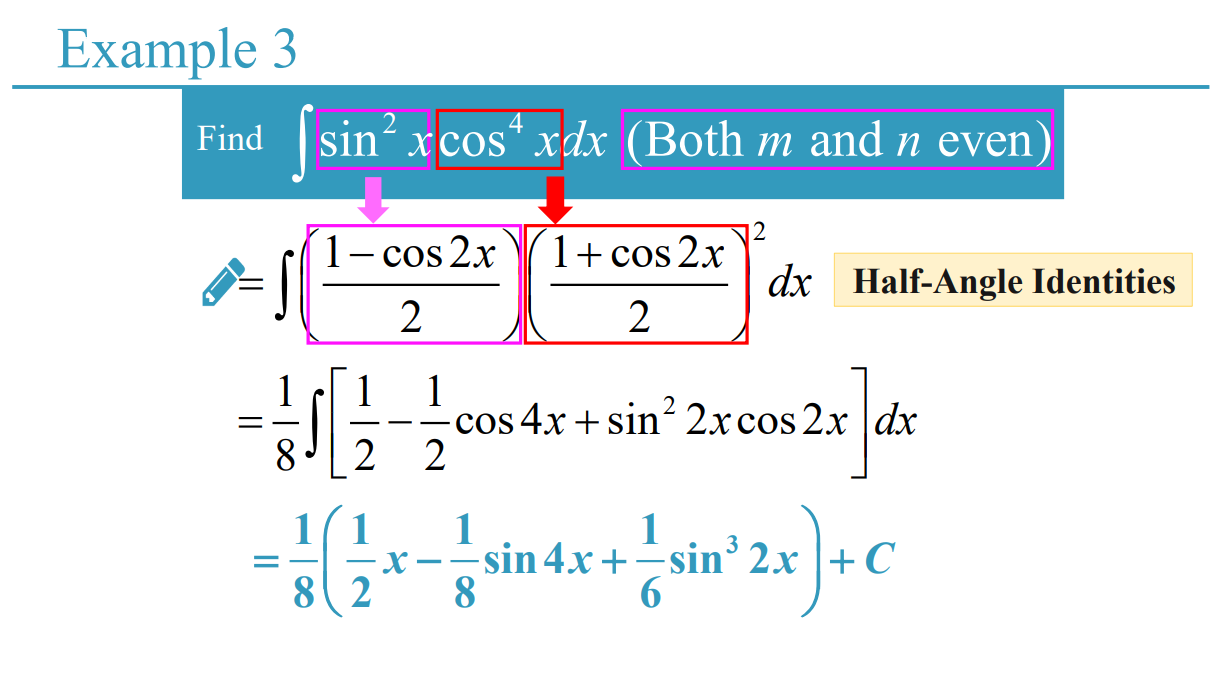 Example 3
Find ∫ sin² x cos⁴ x dx (Both m and n even)
= ∫ ((1 − cos 2x)/2) ((1 + cos 2x)/2)² dx
Half-Angle Identities
= 1/8 ∫ [1/2 − 1/2 cos 4x + sin² 2x cos 2x] dx
= 1/8 (1/2 x − 1/8 sin 4x + 1/6 sin³ 2x) + C